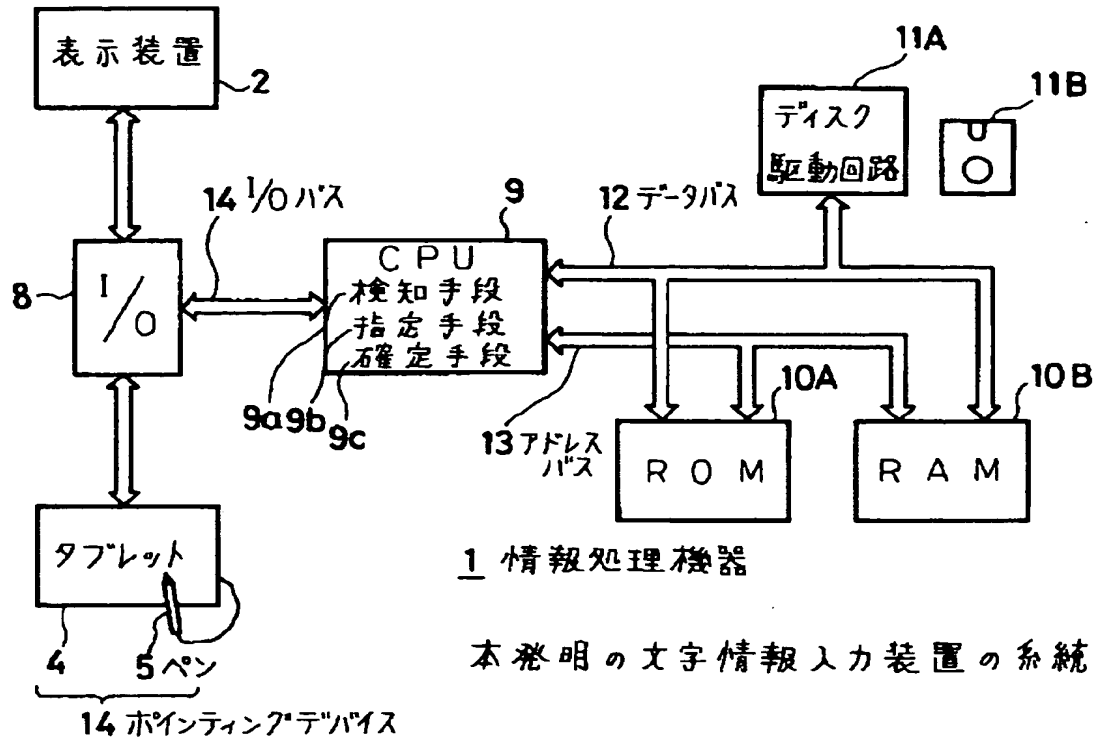 表示装置
2
11A
11B
ディスク
駆動回路
14 I/Oバス
9
12 データバス
8
I/O
CPU
検知手段
指定手段
確定手段
9a 9b 9c
10A
10B
13 アドレス
バス
ROM
RAM
タブレット
1 情報処理機器
4
5 ペン
本発明の文字情報入力装置の系統
14 ポインティングデバイス